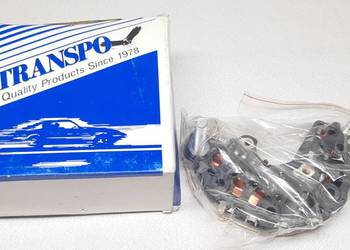 TRANSPO
Quality Products Since 1978